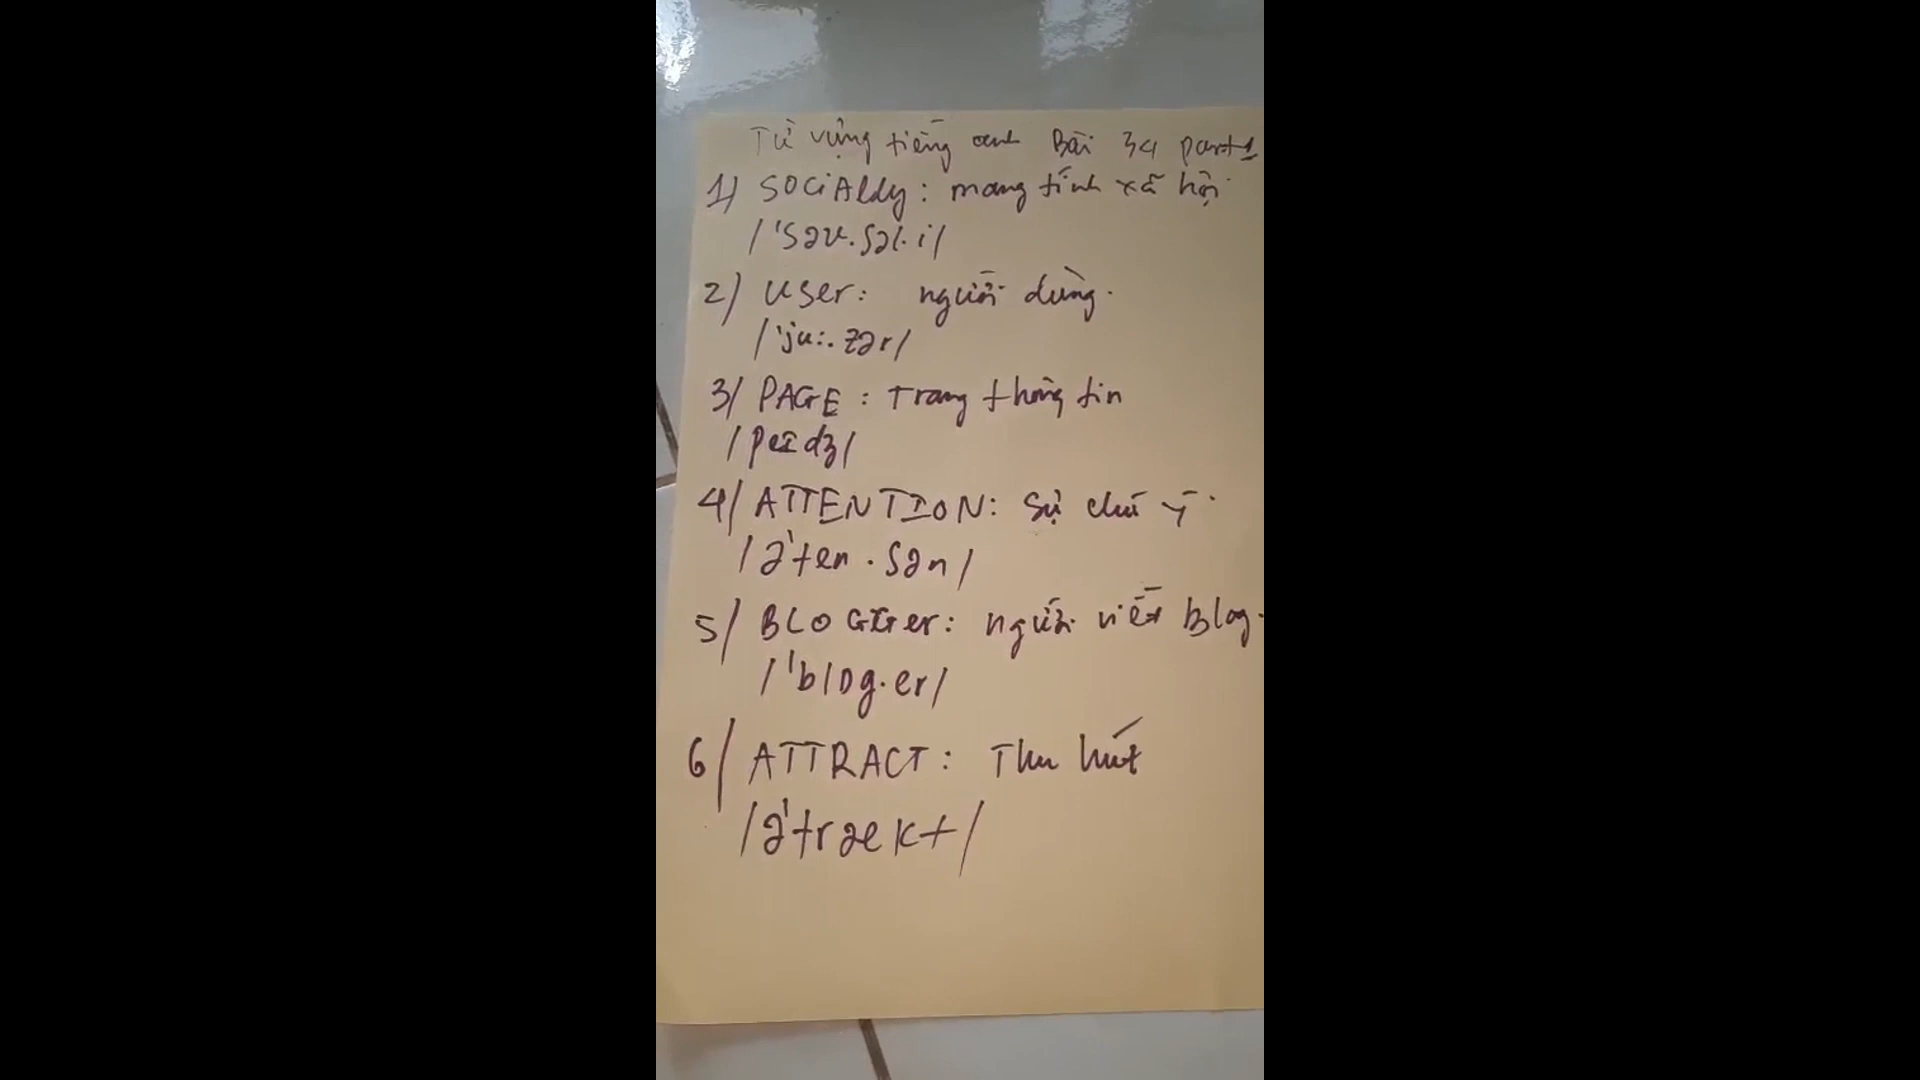 Từ vựng tiếng anh Bài 34 part 1
1/ SOCiAlly: mang tính xã hội
/ˈsəʊ.ʃəl.i/
2/ user: người dùng.
/ˈjuː.zər/
3/ PAGE: Trang thông tin
/peɪdʒ/
4/ ATTENTION: Sự chú ý
/əˈten.ʃən/
5/ BLOGGer: người viết blog.
/ˈblɒg.er/
6/ ATTRACT: Thu hút
/əˈtrækt/